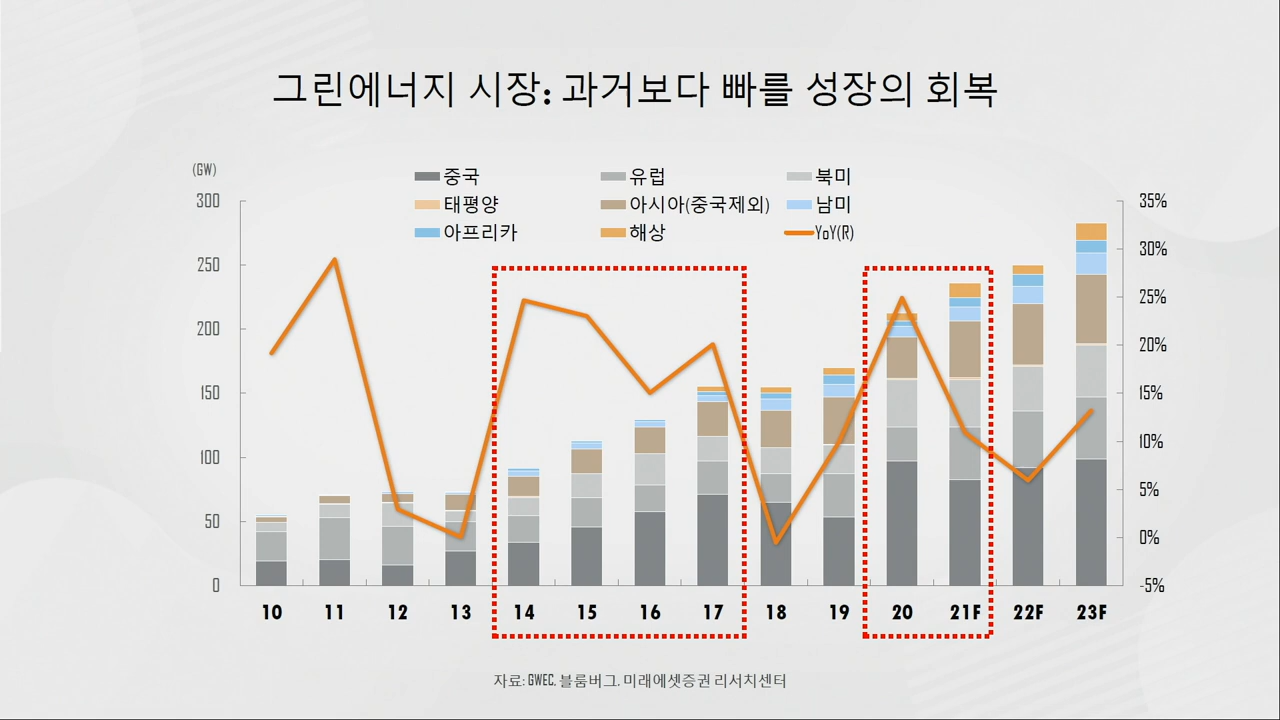 그린에너지 시장: 과거보다 빠를 성장의 회복
(GW)
중국 유럽 북미
태평양 아시아(중국제외) 남미
아프리카 해상 YoY(R)
300 35%
30%
250 25%
200 20%
150 15%
100 10%
5%
50 0%
0 -5%
10 11 12 13 14 15 16 17 18 19 20 21F 22F 23F
자료: GWEC, 블룸버그, 미래에셋증권 리서치센터